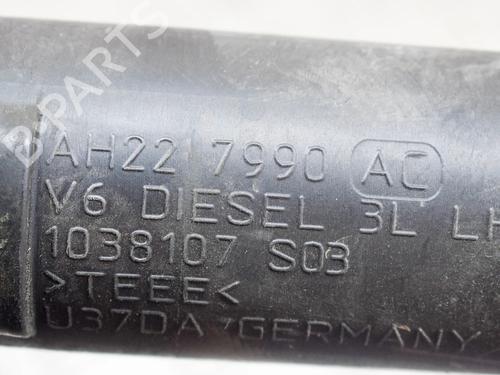 B-PARTS
AH22 7990 AC
V6 DIESEL 3L LH
1038107 S03
>TEEE<
U37DA/GERMANY